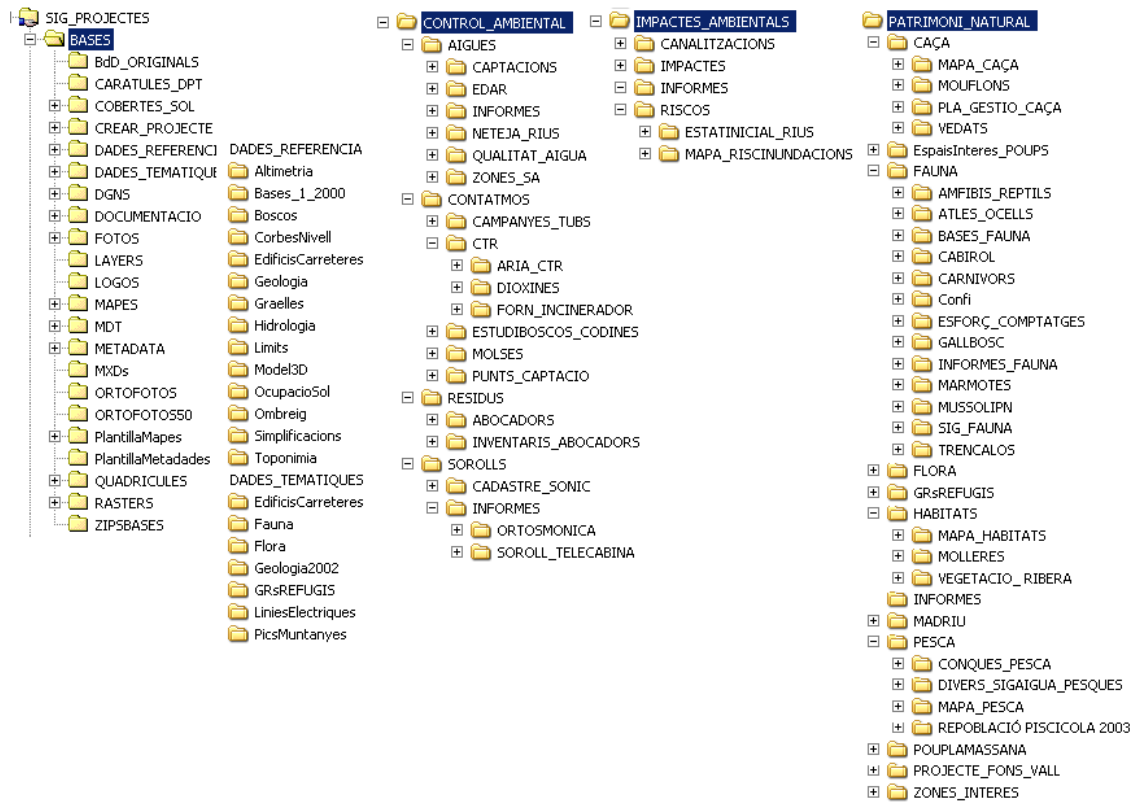 SIG_PROJECTES
BASES
BdD_ORIGINALS
CARATULES_DPT
COBERTES_SOL
CREAR_PROJECTE
DADES_REFERENCI
DADES_TEMATIQUE
DGNS
DOCUMENTACIO
FOTOS
LAYERS
LOGOS
MAPES
MDT
METADATA
MXDs
ORTOFOTOS
ORTOFOTOS50
PlantillaMapes
PlantillaMetadades
QUADRICULES
RASTERS
ZIPSBASES
DADES_REFERENCIA
Altimetria
Bases_1_2000
Boscos
CorbesNivell
EdificisCarreteres
Geologia
Graelles
Hidrologia
Limits
Model3D
OcupacioSol
Ombreig
Simplificacions
Toponimia
DADES_TEMATIQUES
EdificisCarreteres
Fauna
Flora
Geologia2002
GRsREFUGIS
LiniesElectriques
PicsMuntanyes
CONTROL_AMBIENTAL
AIGUES
CAPTACIONS
EDAR
INFORMES
NETEJA_RIUS
QUALITAT_AIGUA
ZONES_SA
CONTATMOS
CAMPANYES_TUBS
CTR
ARIA_CTR
DIOXINES
FORN_INCINERADOR
ESTUDIBOSCOS_CODINES
MOLSES
PUNTS_CAPTACIO
RESIDUS
ABOCADORS
INVENTARIS_ABOCADORS
SOROLLS
CADASTRE_SONIC
INFORMES
ORTOSMONICA
SOROLL_TELECABINA
IMPACTES_AMBIENTALS
CANALITZACIONS
IMPACTES
INFORMES
RISCOS
ESTATINICIAL_RIUS
MAPA_RISCINUNDACIONS
PATRIMONI_NATURAL
CAÇA
MAPA_CAÇA
MOUFLONS
PLA_GESTIO_CAÇA
VEDATS
EspaisInteres_POUPS
FAUNA
AMFIBIS_REPTILS
ATLES_OCELLS
BASES_FAUNA
CABIROL
CARNIVORS
Confi
ESFORÇ_COMPTATGES
GALLBOSC
INFORMES_FAUNA
MARMOTES
MUSSOLIPN
SIG_FAUNA
TRENCALOS
FLORA
GRsREFUGIS
HABITATS
MAPA_HABITATS
MOLLERES
VEGETACIO_RIBERA
INFORMES
MADRIU
PESCA
CONQUES_PESCA
DIVERS_SIGAIGUA_PESQUES
MAPA_PESCA
REPOBLACIÓ PISCICOLA 2003
POUPLAMASSANA
PROJECTE_FONS_VALL
ZONES_INTERES